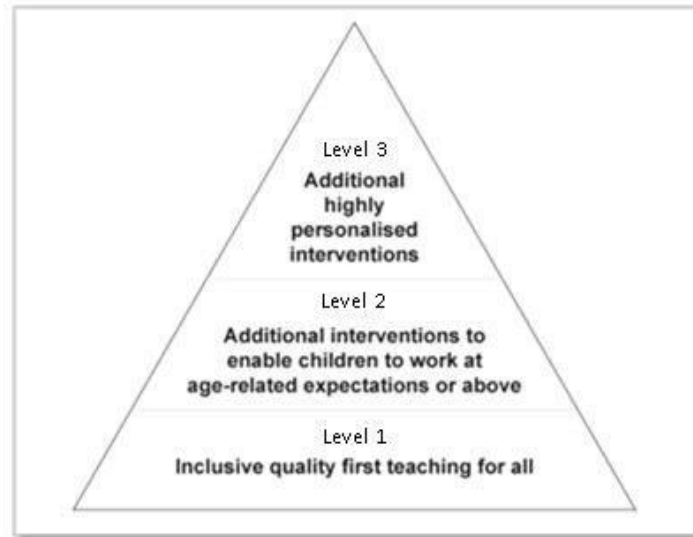 Level 3
Additional
highly
personalised
interventions
Level 2
Additional interventions to
enable children to work at
age-related expectations or above
Level 1
Inclusive quality first teaching for all